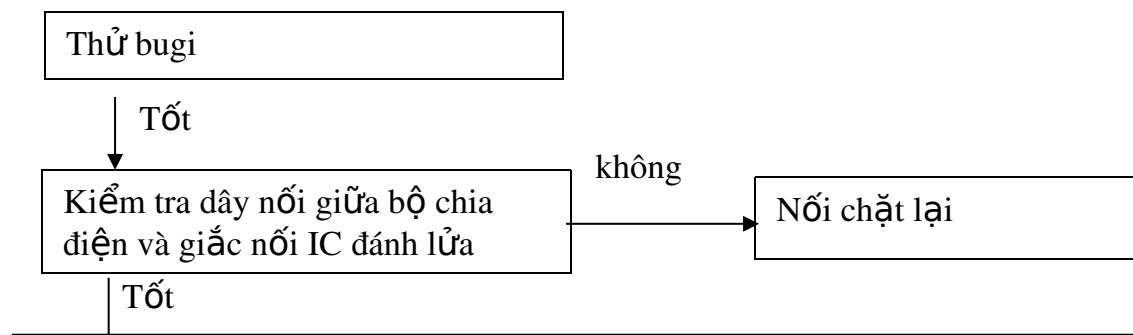 Thử bugi
Tốt
không
Kiểm tra dây nối giữa bộ chia
điện và giắc nối IC đánh lửa
Nối chặt lại
Tốt